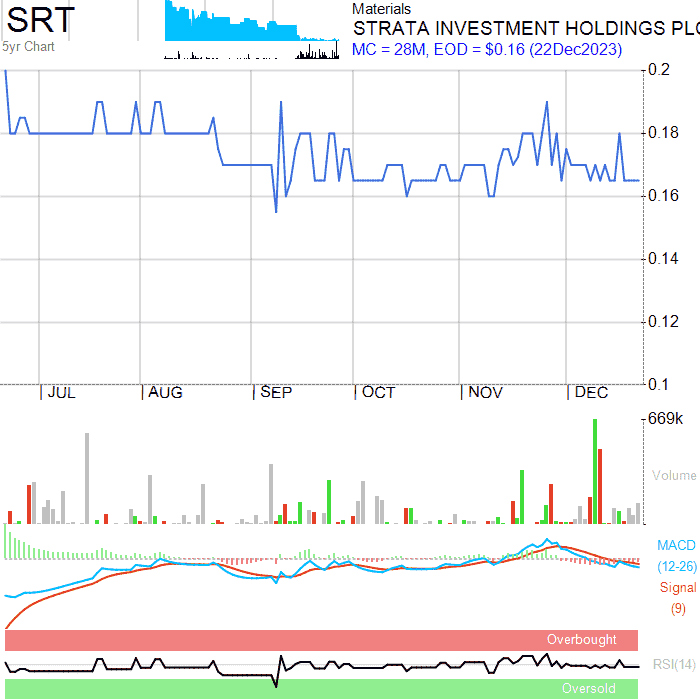 SRT
5yr Chart
Materials
STRATA INVESTMENT HOLDINGS PLC
MC = 28M, EOD = $0.16 (22Dec2023)
0.2
0.18
0.16
0.14
0.12
0.1
JUL AUG SEP OCT NOV DEC
669k
Volume
MACD
(12-26)
Signal
(9)
Overbought
RSI(14)
Oversold